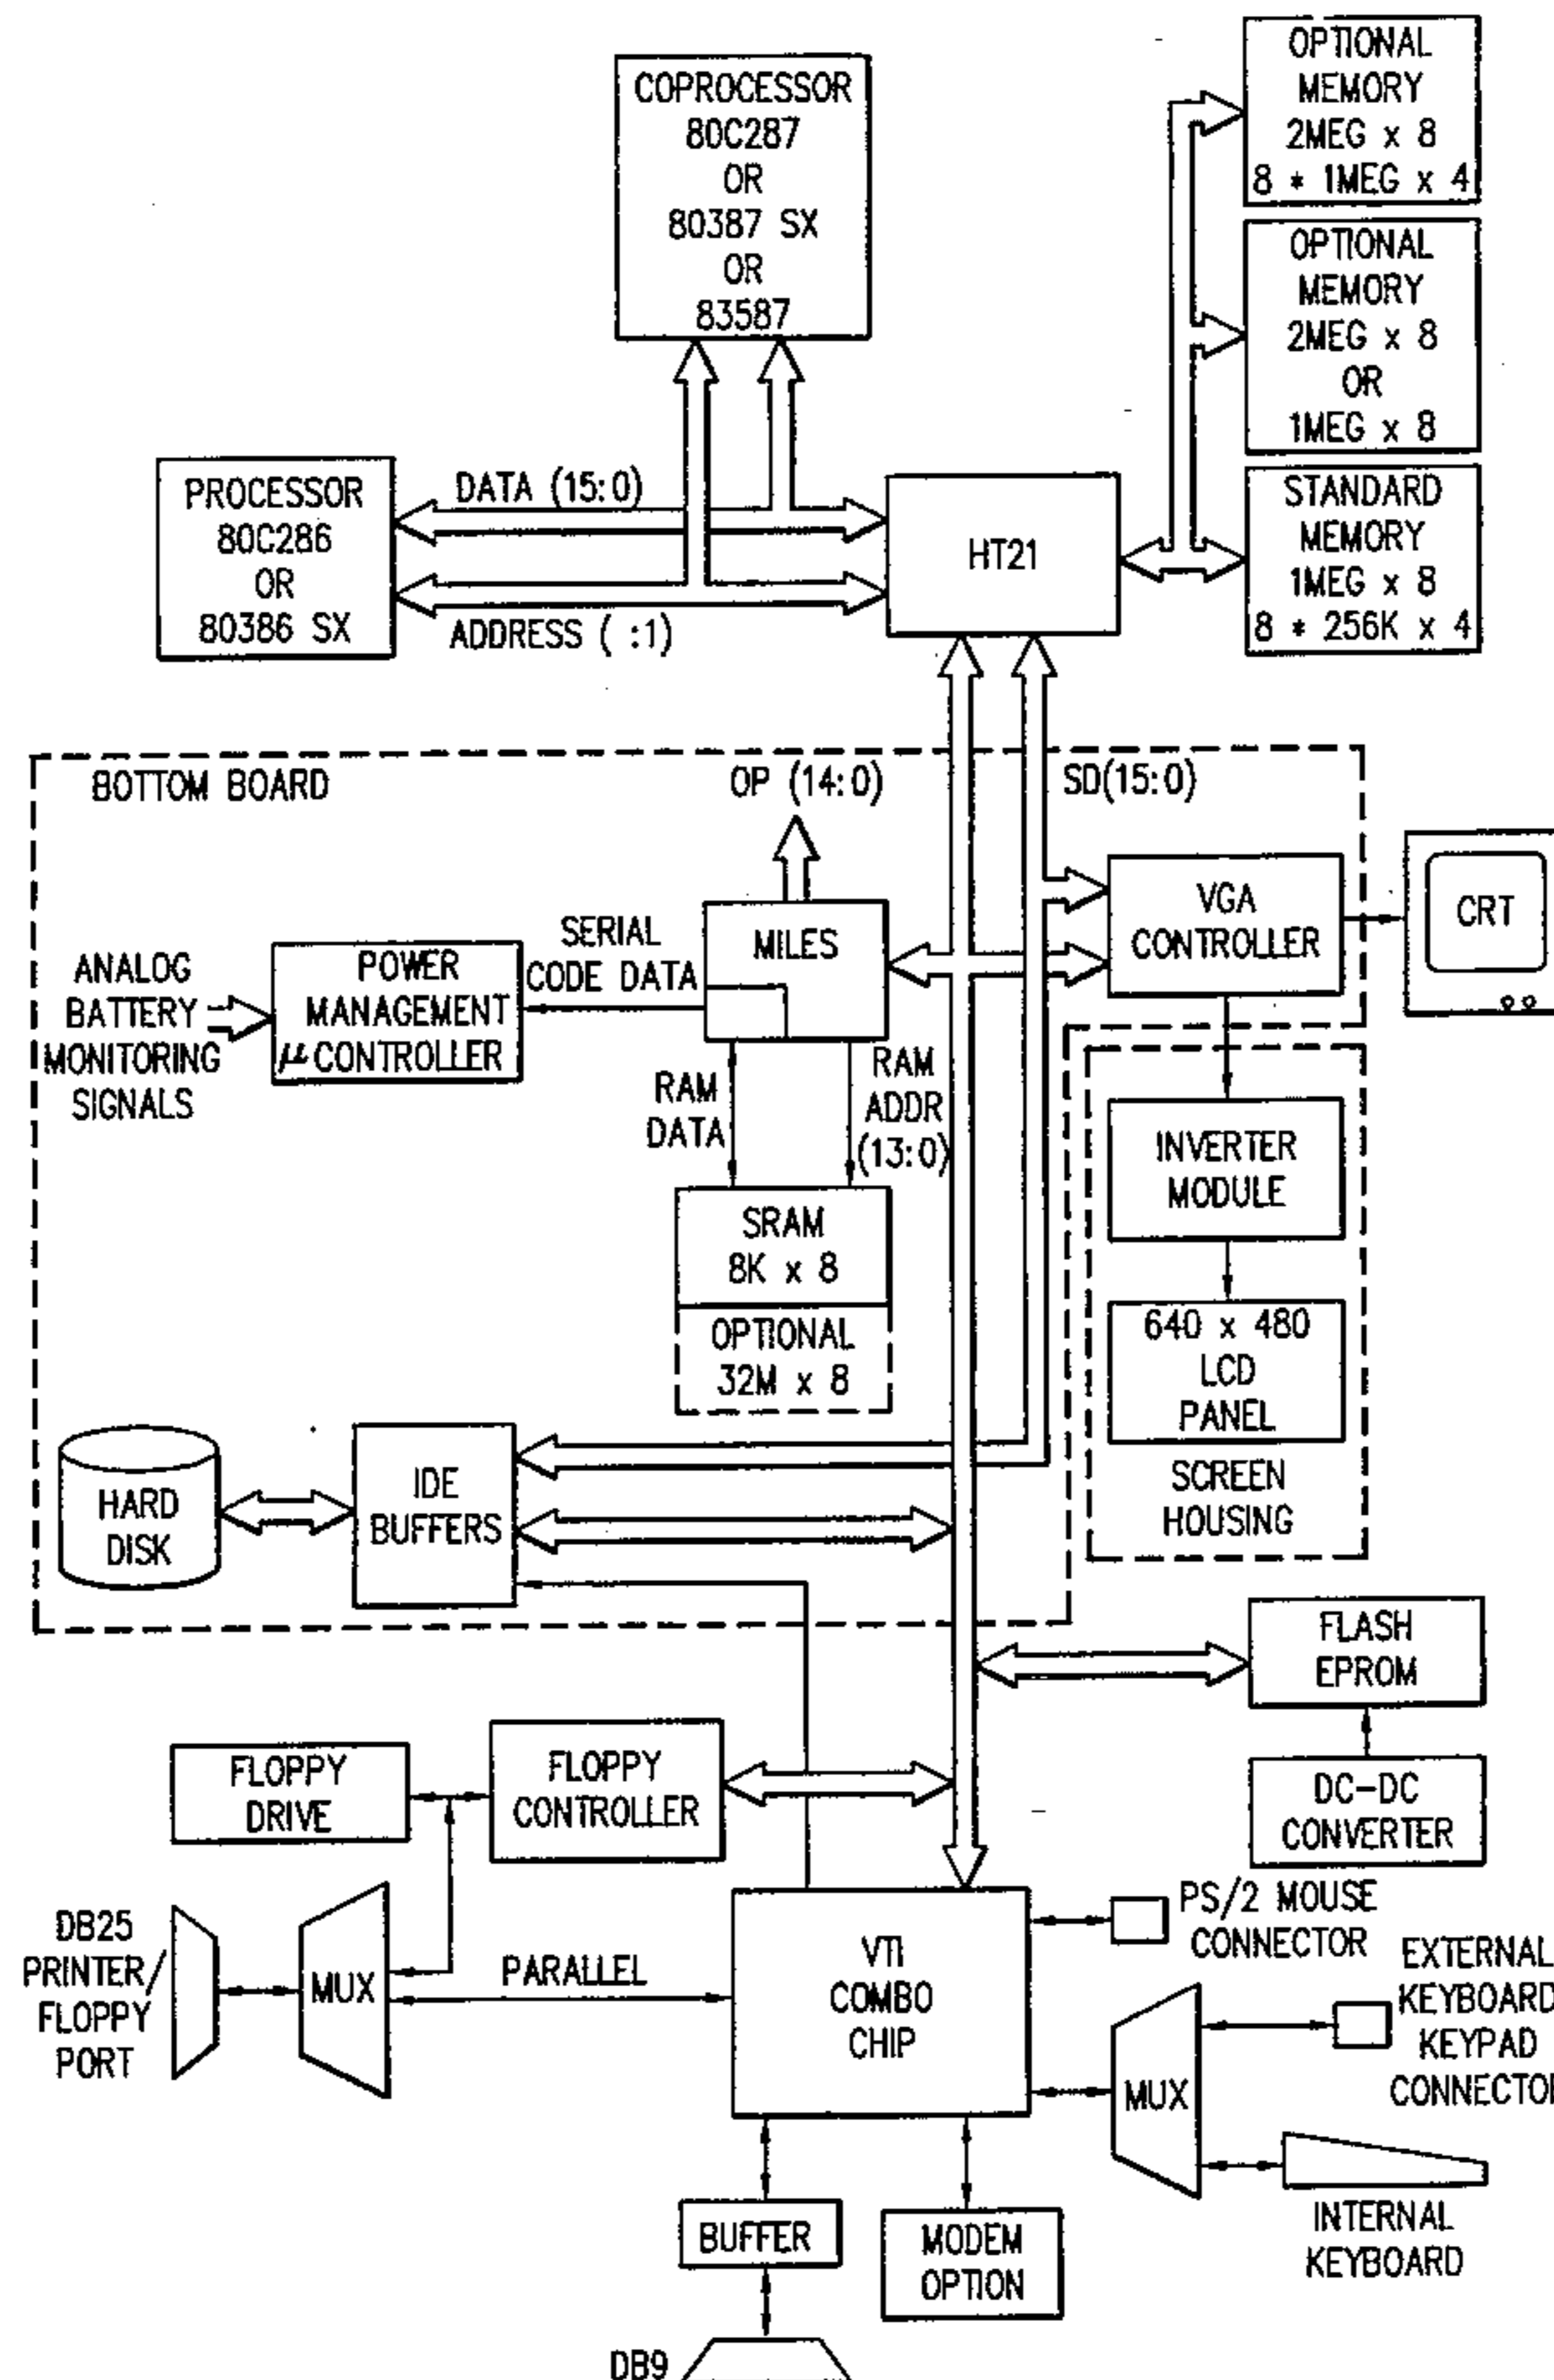 COPROCESSOR
80C287
OR
80387 SX
OR
83587
OPTIONAL
MEMORY
2MEG x 8
8 * 1MEG x 4
OPTIONAL
MEMORY
2MEG x 8
OR
1MEG x 8
STANDARD
MEMORY
1MEG x 8
8 * 256K x 4
PROCESSOR
80C286
OR
80386 SX
DATA (15:0)
ADDRESS ( :1)
HT21
BOTTOM BOARD
OP (14:0)
SD(15:0)
ANALOG
BATTERY
MONITORING
SIGNALS
POWER
MANAGEMENT
μ CONTROLLER
SERIAL
CODE DATA
MILES
VGA
CONTROLLER
CRT
RAM
DATA
RAM
ADDR
(13:0)
SRAM
8K x 8
OPTIONAL
32M x 8
INVERTER
MODULE
640 x 480
LCD
PANEL
SCREEN
HOUSING
HARD
DISK
IDE
BUFFERS
FLASH
EPROM
DC-DC
CONVERTER
FLOPPY
DRIVE
FLOPPY
CONTROLLER
DB25
PRINTER/
FLOPPY
PORT
MUX
PARALLEL
VTI
COMBO
CHIP
PS/2 MOUSE
CONNECTOR
EXTERNAL
KEYBOARD
KEYPAD
CONNECTOR
MUX
INTERNAL
KEYBOARD
BUFFER
MODEM
OPTION
DB9